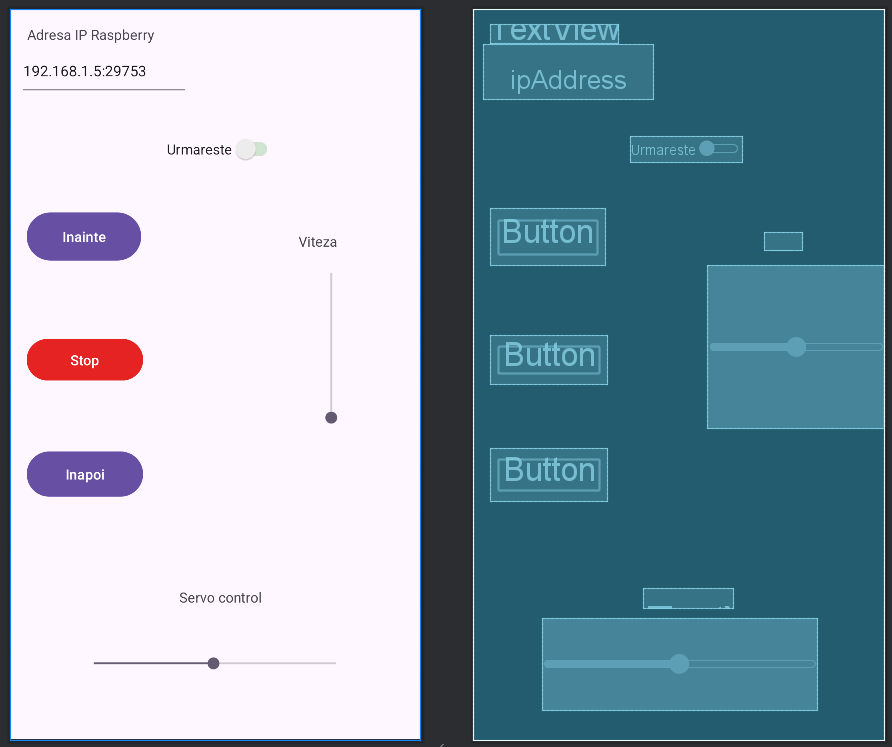 Adresa IP Raspberry
192.168.1.5:29753
Urmareste
Inainte
Viteza
Stop
Inapoi
Servo control
TextView
ipAddress
Urmareste
Button
Button
Button